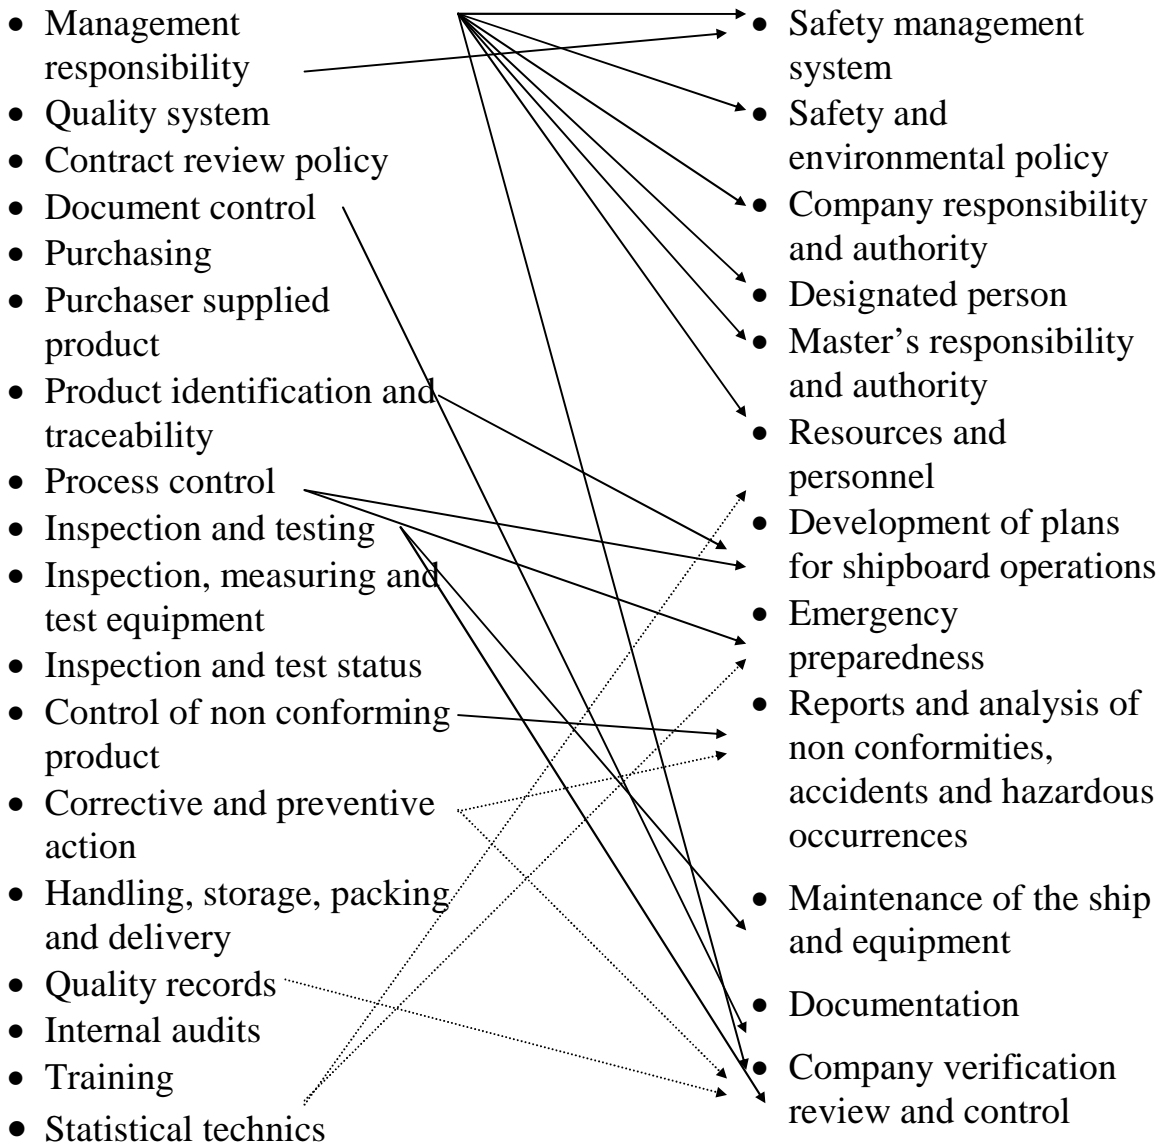 • Management
responsibility
• Quality system
• Contract review policy
• Document control
• Purchasing
• Purchaser supplied
product
• Product identification and
traceability
• Process control
• Inspection and testing
• Inspection, measuring and
test equipment
• Inspection and test status
• Control of non conforming
product
• Corrective and preventive
action
• Handling, storage, packing
and delivery
• Quality records
• Internal audits
• Training
• Statistical technics
• Safety management
system
• Safety and
environmental policy
• Company responsibility
and authority
• Designated person
• Master’s responsibility
and authority
• Resources and
personnel
• Development of plans
for shipboard operations
• Emergency
preparedness
• Reports and analysis of
non conformities,
accidents and hazardous
occurrences
• Maintenance of the ship
and equipment
• Documentation
• Company verification
review and control